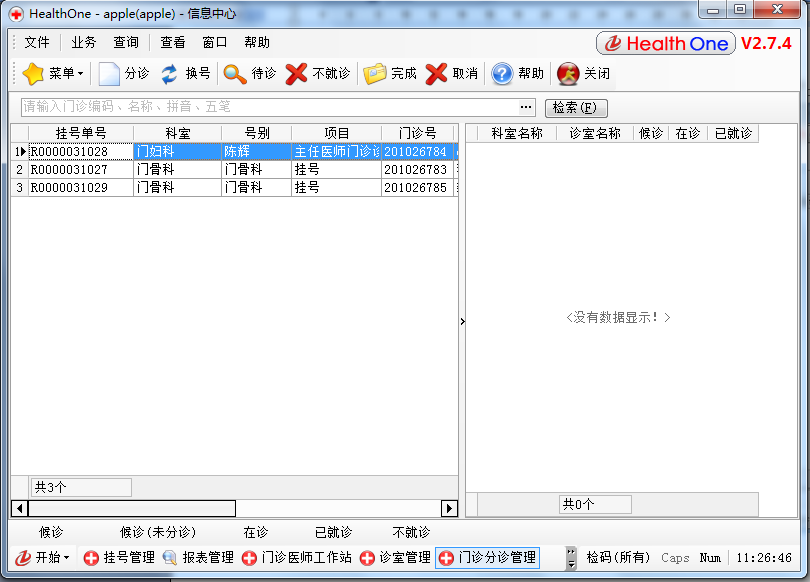 HealthOne - apple(apple) - 信息中心
文件 业务 查询 查看 窗口 帮助 Health One V2.7.4
菜单 分诊 换号 待诊 不就诊 完成 取消 帮助 关闭
请输入门诊编码、名称、拼音、五笔 ... 检索(F)
挂号单号 科室 号别 项目 门诊号 科室名称 诊室名称 候诊 在诊 已就诊
1 R0000031028 门妇科 陈辉 主任医师门诊 201026784
2 R0000031027 门骨科 门骨科 挂号 201026783
3 R0000031029 门骨科 门骨科 挂号 201026785
<没有数据显示!>
共3个
共0个
候诊 候诊(未分诊) 在诊 已就诊 不就诊
开始 挂号管理 报表管理 门诊医师工作站 诊室管理 门诊分诊管理 检码(所有) Caps Num 11:26:46